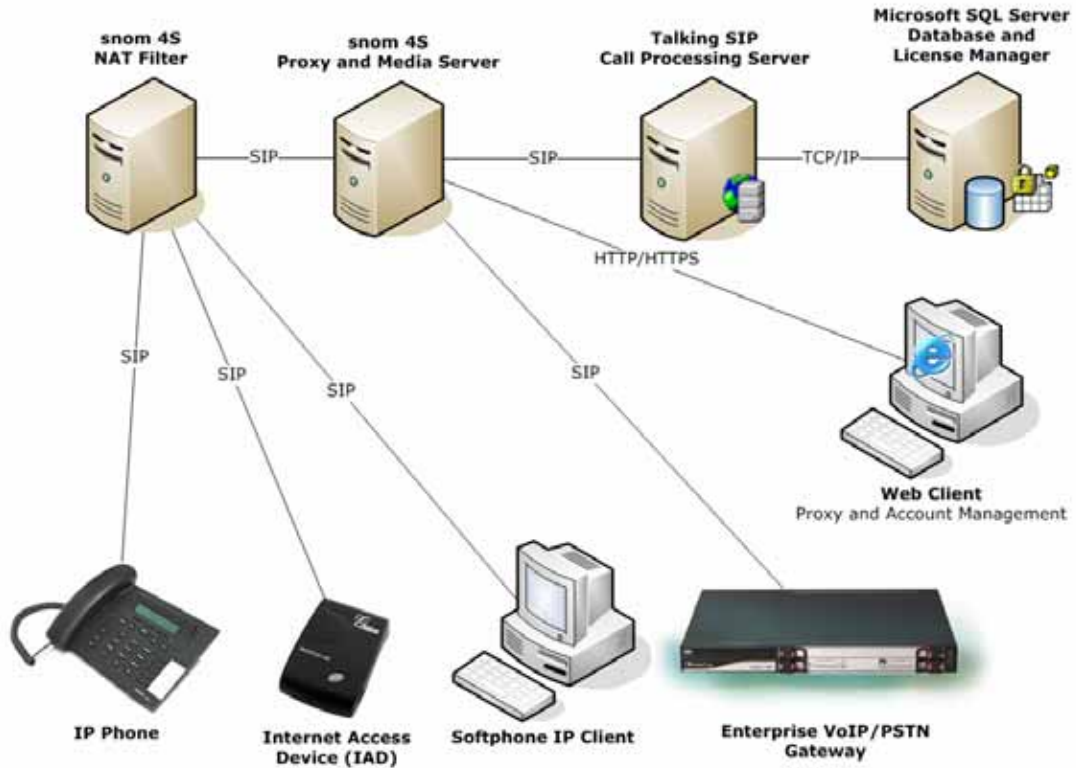 snom 4S
NAT Filter
snom 4S
Proxy and Media Server
Talking SIP
Call Processing Server
Microsoft SQL Server
Database and
License Manager
SIP
SIP
TCP/IP
HTTP/HTTPS
SIP
SIP
SIP
SIP
Web Client
Proxy and Account Management
IP Phone
Internet Access
Device (IAD)
Softphone IP Client
Enterprise VoIP/PSTN
Gateway